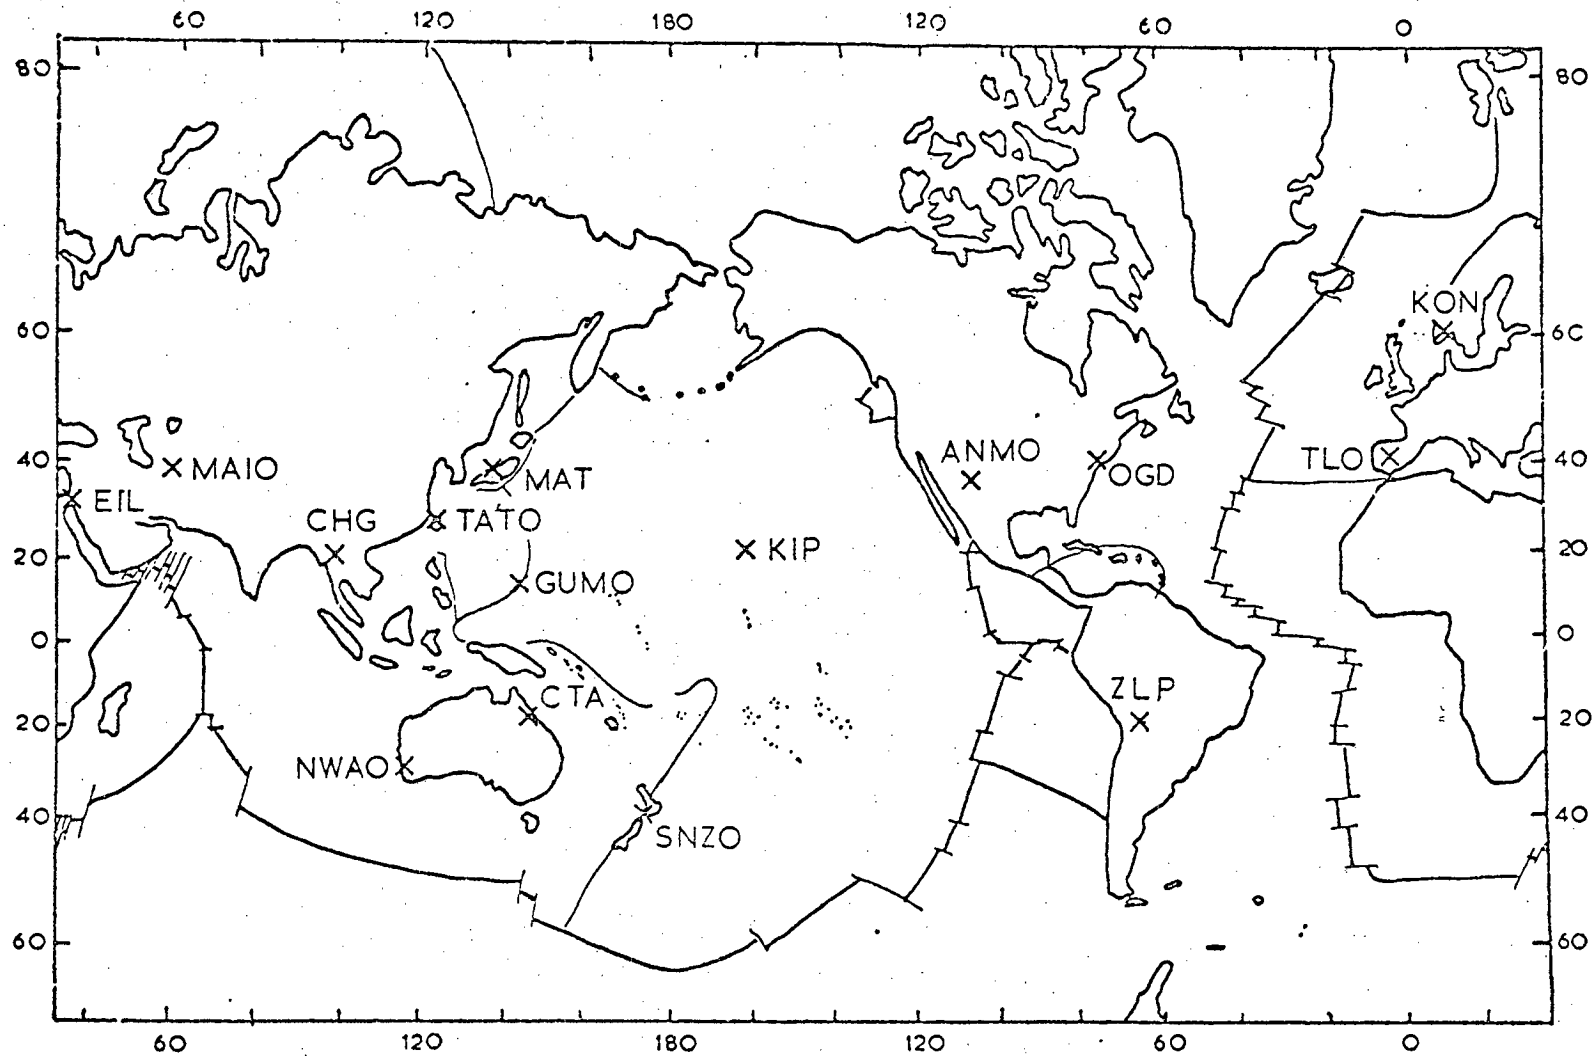 60 120 180 120 60 0
80 80
KON
60 6C
ANMO
40 MAIO MAT TLO 40
OGD
EIL
CHG TATO
20 KIP 20
GUMO
0 0
CTA ZLP
20 20
NWAO
40 40
SNZO
60 60
60 120 180 120 60 0